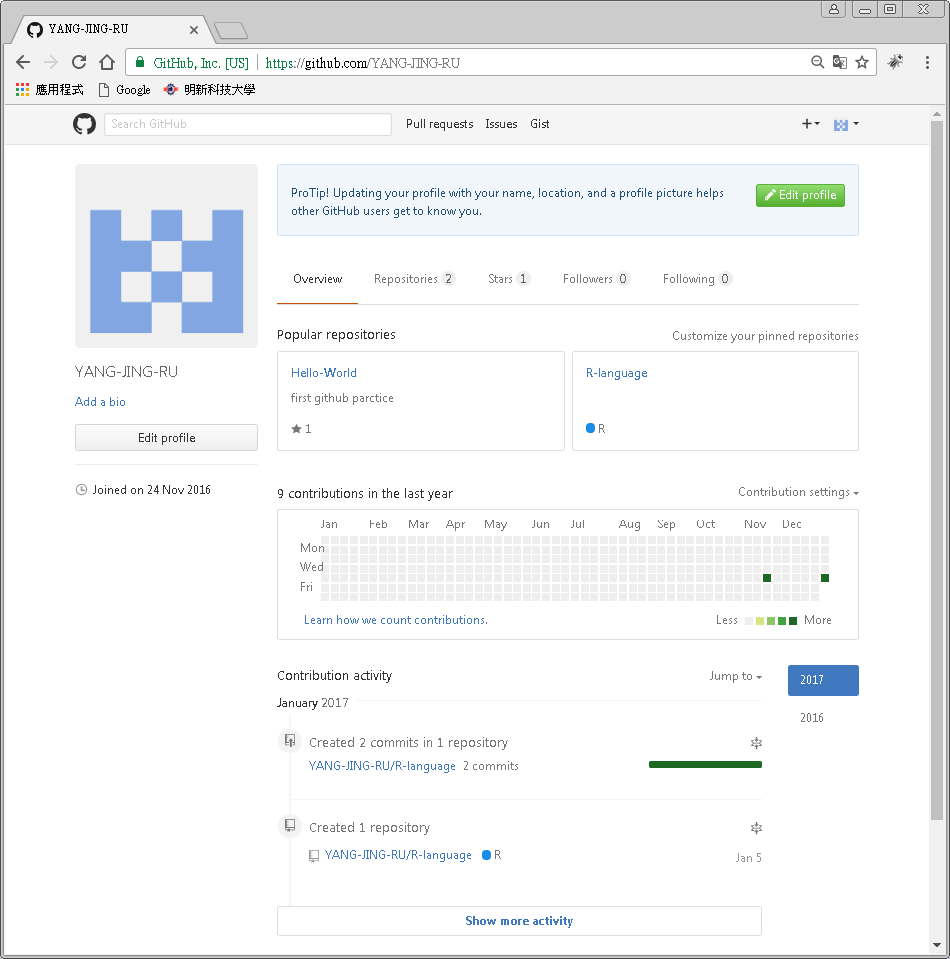 YANG-JING-RU
GitHub, Inc. [US] https://github.com/YANG-JING-RU
應用程式 Google 明新科技大學
Search GitHub Pull requests Issues Gist
ProTip! Updating your profile with your name, location, and a profile picture helps
other GitHub users get to know you.
Edit profile
Overview Repositories 2 Stars 1 Followers 0 Following 0
Popular repositories Customize your pinned repositories
Hello-World
first github parctice
1
R-language
R
YANG-JING-RU
Add a bio
Edit profile
Joined on 24 Nov 2016
9 contributions in the last year Contribution settings
Jan Feb Mar Apr May Jun Jul Aug Sep Oct Nov Dec
Mon
Wed
Fri
Learn how we count contributions. Less More
Contribution activity Jump to 2017
January 2017
2016
Created 2 commits in 1 repository
YANG-JING-RU/R-language 2 commits
Created 1 repository
YANG-JING-RU/R-language R Jan 5
Show more activity